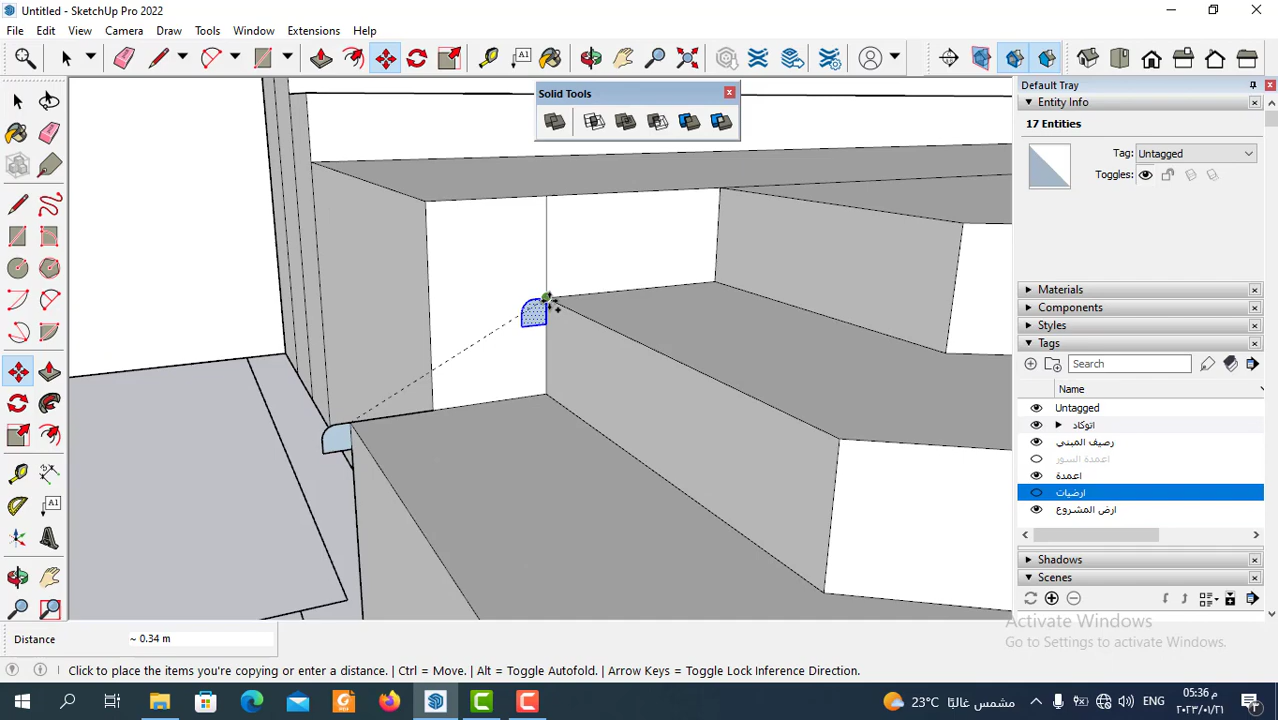 Untitled - SketchUp Pro 2022
File Edit View Camera Draw Tools Window Extensions Help
Solid Tools
Default Tray
Entity Info
17 Entities
Tag: Untagged
Toggles:
Materials
Components
Styles
Tags
Search
Name
Untagged
اتوكاد
رصيف المبنى
اعمدة السور
اعمدة
ارضيات
ارض المشروع
Shadows
Scenes
Activate Windows
Go to Settings to activate Windows.
Distance ~ 0.34 m
Click to place the items you're copying or enter a distance. | Ctrl = Move. | Alt = Toggle Autofold. | Arrow Keys = Toggle Lock Inference Direction.
23°C مشمس غالبًا
ENG
05:36 م
٢٠٢٣/٠١/٢١